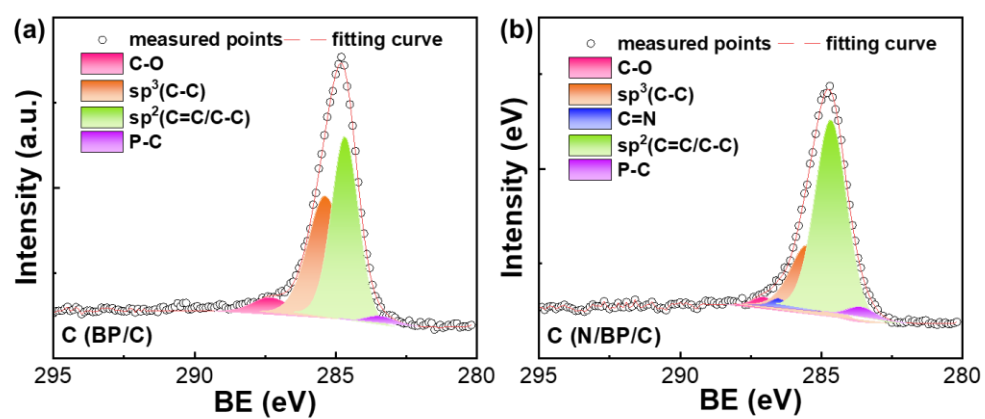 (a)
measured points
fitting curve
C-O
sp³(C-C)
sp²(C=C/C-C)
P-C
Intensity (a.u.)
C (BP/C)
295 290 285 280
BE (eV)
(b)
measured points
fitting curve
C-O
sp³(C-C)
C=N
sp²(C=C/C-C)
P-C
Intensity (eV)
C (N/BP/C)
295 290 285 280
BE (eV)